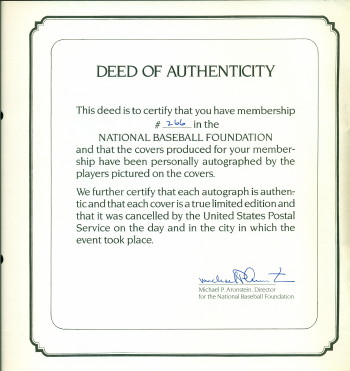 DEED OF AUTHENTICITY
This deed is to certify that you have membership
# 266 in the
NATIONAL BASEBALL FOUNDATION
and that the covers produced for your member-
ship have been personally autographed by the
players pictured on the covers.
We further certify that each autograph is authen-
tic and that each cover is a true limited edition and
that it was cancelled by the United States Postal
Service on the day and in the city in which the
event took place.
Michael P. Aronstein, Director
for the National Baseball Foundation